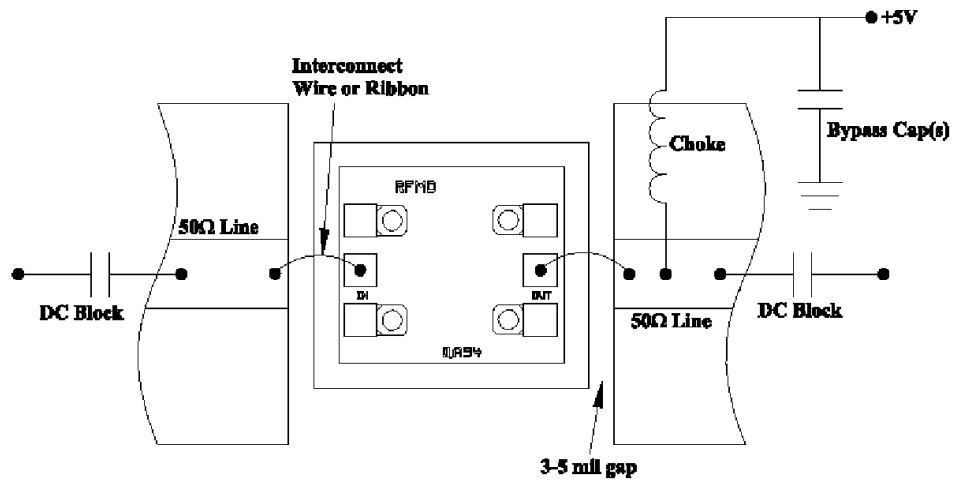 +5V
Interconnect
Wire or Ribbon
Bypass Cap(s)
Choke
RFMD
50Ω Line
IN
OUT
DC Block
50Ω Line
DC Block
QA94
3-5 mil gap